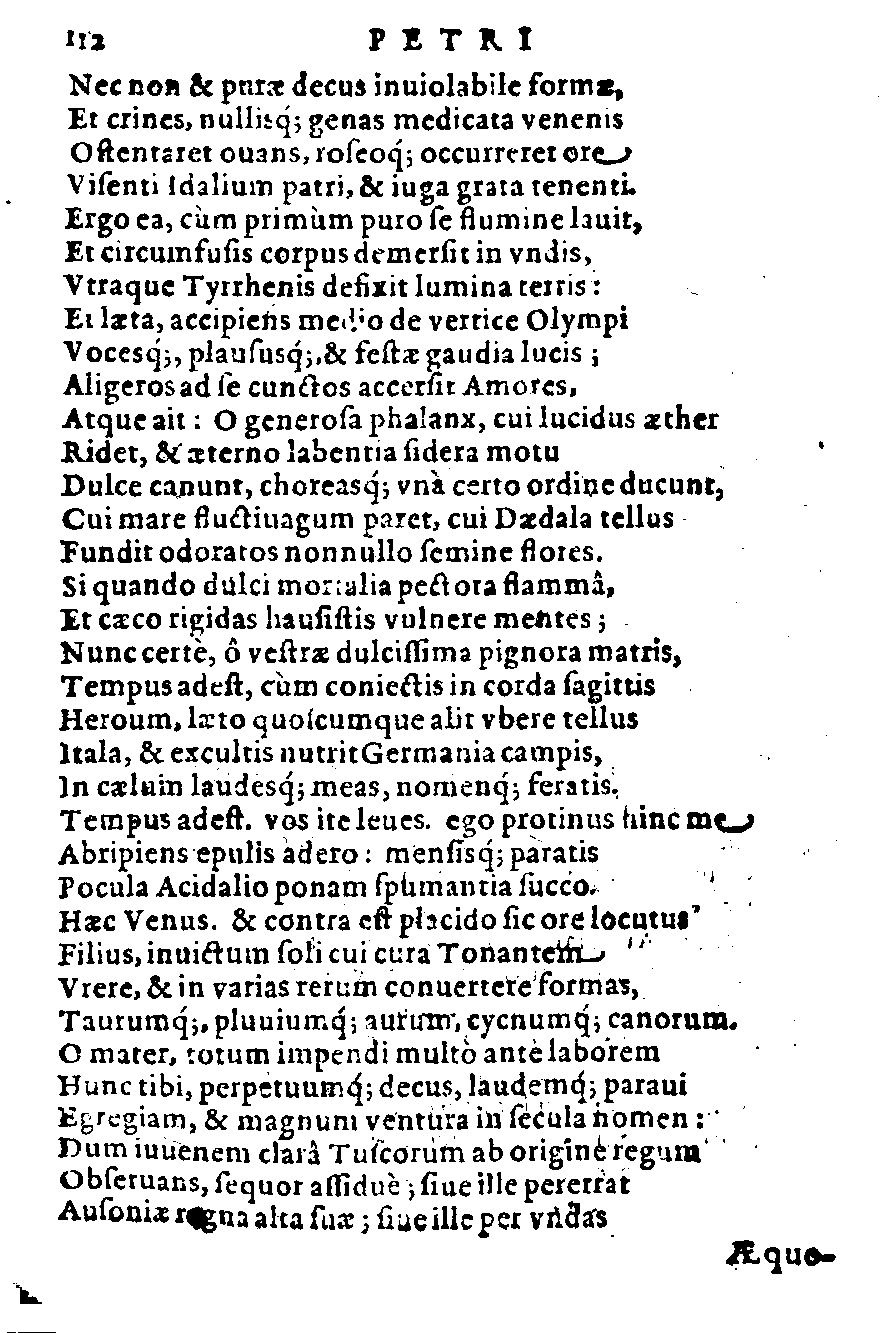 112 PETRI
Nec non & puræ decus inuiolabile formæ,
Et crines, nullisq́; genas medicata venenis
Oſtentaret ouans, roſeoq́; occurreret ore
Viſenti Idalium patri, & iuga grata tenenti.
Ergo ea, cùm primùm puro ſe flumine lauit,
Et circumfuſis corpus demerſit in vndis,
Vtraque Tyrrhenis defixit lumina terris:
Et læta, accipiens medio de vertice Olympi
Vocesq́;, plauſusq́;, & feſtæ gaudia lucis;
Aligeros ad ſe cunctos accerſit Amores,
Atque ait: O generoſa phalanx, cui lucidus æther
Ridet, & æterno labentia ſidera motu
Dulce canunt, choreasq́; vnà certo ordine ducunt,
Cui mare fluctiuagum paret, cui Dædala tellus
Fundit odoratos non nullo ſemine flores.
Si quando dulci mortalia pectora flammâ,
Et cæco rigidas hauſiſtis vulnere mentes;
Nunc certè, ô veſtræ dulciſſima pignora matris,
Tempus adeſt, cùm coniectis in corda ſagittis
Heroum, læto quoſcumque alit vbere tellus
Itala, & excultis nutrit Germania campis,
In cælum laudesq́; meas, nomenq́; feratis.
Tempus adeſt. vos ite leues. ego protinus hinc me
Abripiens epulis adero: menſisq́; paratis
Pocula Acidalio ponam ſpumantia ſucco.
Hæc Venus. & contra eſt placido ſic ore locutus
Filius, inuictum ſoli cui cura Tonantem
Vrere, & in varias rerum conuertere formas,
Taurumq́;, pluuiumq́; aurum, cycnumq́; canorum.
O mater, totum impendi multò antè laborem
Hunc tibi, perpetuumq́; decus, laudemq́; paraui
Egregiam, & magnum ventura in ſecula nomen:
Dum iuuenem clarâ Tuſcorum ab origine regum
Obſeruans, ſequor aſſiduè; ſiue ille pererrat
Auſoniæ regna alta ſuæ; ſiue ille per vndas
Æquo-